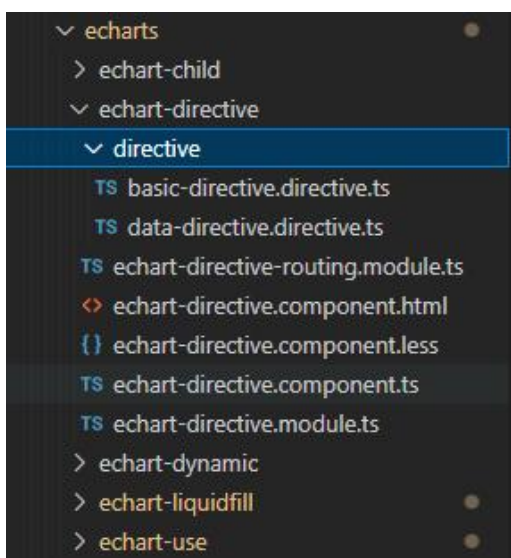 echarts
echart-child
echart-directive
directive
TS basic-directive.directive.ts
TS data-directive.directive.ts
TS echart-directive-routing.module.ts
<> echart-directive.component.html
{} echart-directive.component.less
TS echart-directive.component.ts
TS echart-directive.module.ts
echart-dynamic
echart-liquidfill
echart-use